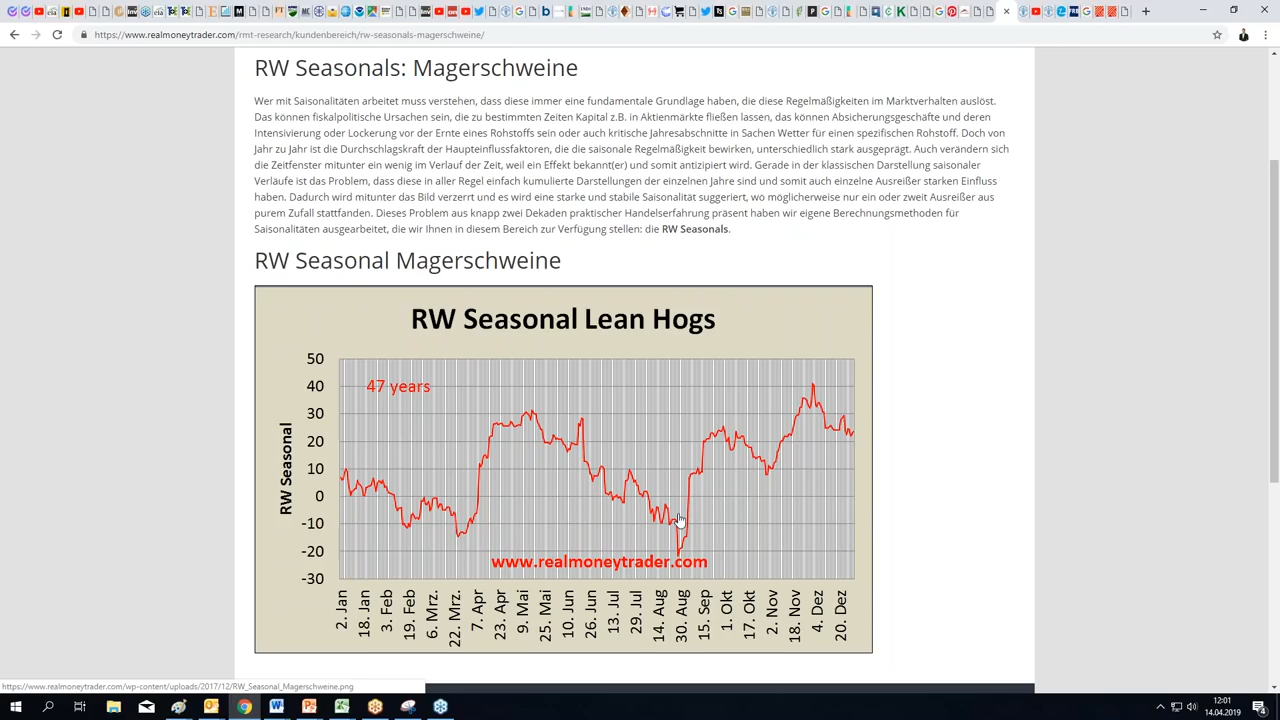 https://www.realmoneytrader.com/rmt-research/kundenbereich/rw-seasonals-magerschweine/
RW Seasonals: Magerschweine
Wer mit Saisonalitäten arbeitet muss verstehen, dass diese immer eine fundamentale Grundlage haben, die diese Regelmäßigkeiten im Marktverhalten auslöst.
Das können fiskalpolitische Ursachen sein, die zu bestimmten Zeiten Kapital z.B. in Aktienmärkte fließen lassen, das können Absicherungsgeschäfte und deren
Intensivierung oder Lockerung vor der Ernte eines Rohstoffs sein oder auch kritische Jahresabschnitte in Sachen Wetter für einen spezifischen Rohstoff. Doch von
Jahr zu Jahr ist die Durchschlagskraft der Haupteinflussfaktoren, die die saisonale Regelmäßigkeit bewirken, unterschiedlich stark ausgeprägt. Auch verändern sich
die Zeitfenster mitunter ein wenig im Verlauf der Zeit, weil ein Effekt bekannt(er) und somit antizipiert wird. Gerade in der klassischen Darstellung saisonaler
Verläufe ist das Problem, dass diese in aller Regel einfach kumulierte Darstellungen der einzelnen Jahre sind und somit auch einzelne Ausreißer starken Einfluss
haben. Dadurch wird mitunter das Bild verzerrt und es wird eine starke und stabile Saisonalität suggeriert, wo möglicherweise nur ein oder zweit Ausreißer aus
purem Zufall stattfanden. Dieses Problem aus knapp zwei Dekaden praktischer Handelserfahrung präsent haben wir eigene Berechnungsmethoden für
Saisonalitäten ausgearbeitet, die wir Ihnen in diesem Bereich zur Verfügung stellen: die RW Seasonals.
RW Seasonal Magerschweine
RW Seasonal Lean Hogs
50
40
30
20
10
0
-10
-20
-30
RW Seasonal
47 years
www.realmoneytrader.com
2. Jan
18. Jan
3. Feb
19. Feb
6. Mrz.
22. Mrz.
7. Apr
23. Apr
9. Mai
25. Mai
10. Jun
26. Jun
13. Jul
29. Jul
14. Aug
30. Aug
15. Sep
1. Okt
17. Okt
2. Nov
18. Nov
4. Dez
20. Dez
https://www.realmoneytrader.com/wp-content/uploads/2017/12/RW_Seasonal_Magerschweine.png
12:01
14.04.2019